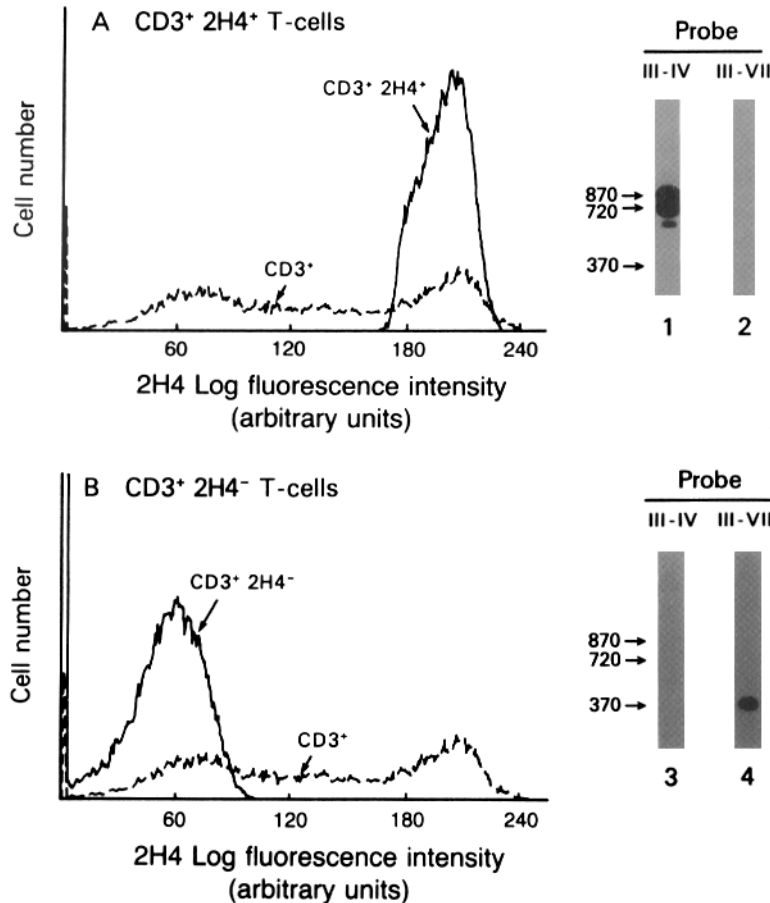 A CD3⁺ 2H4⁺ T-cells
Cell number
CD3⁺ 2H4⁺
CD3⁺
60 120 180 240
2H4 Log fluorescence intensity
(arbitrary units)
Probe
III-IV III-VII
870
720
370
1 2
B CD3⁺ 2H4⁻ T-cells
Cell number
CD3⁺ 2H4⁻
CD3⁺
60 120 180 240
2H4 Log fluorescence intensity
(arbitrary units)
Probe
III-IV III-VII
870
720
370
3 4